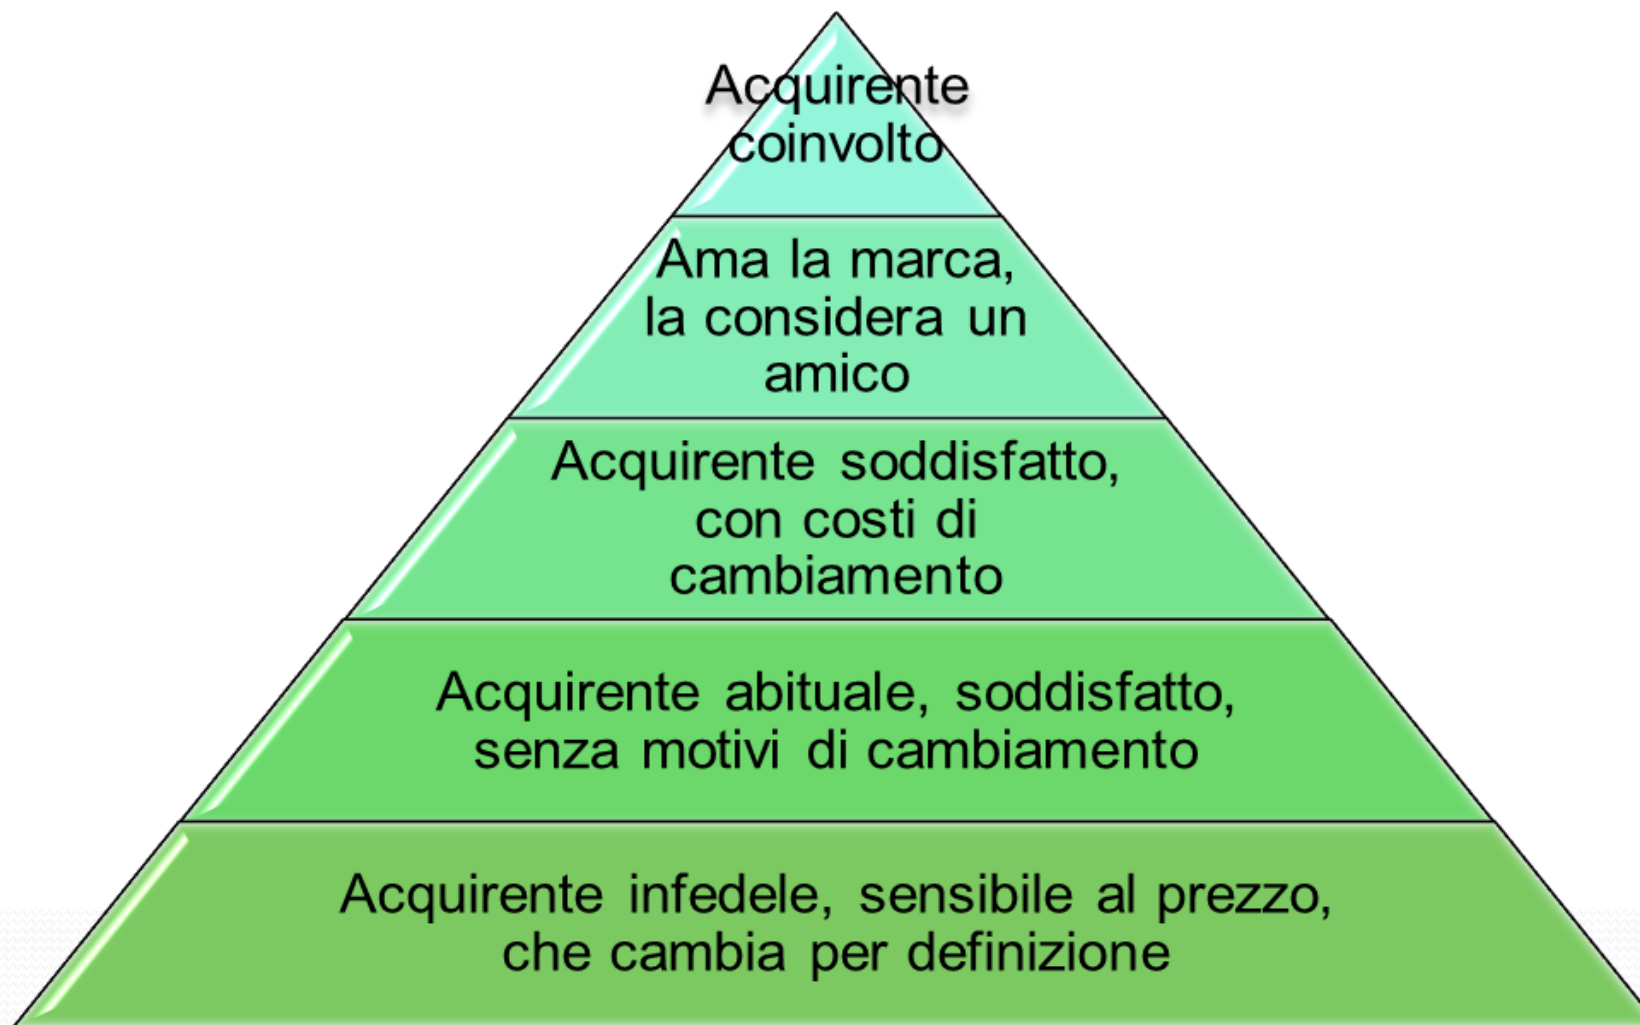 Acquirente
coinvolto
Ama la marca,
la considera un
amico
Acquirente soddisfatto,
con costi di
cambiamento
Acquirente abituale, soddisfatto,
senza motivi di cambiamento
Acquirente infedele, sensibile al prezzo,
che cambia per definizione